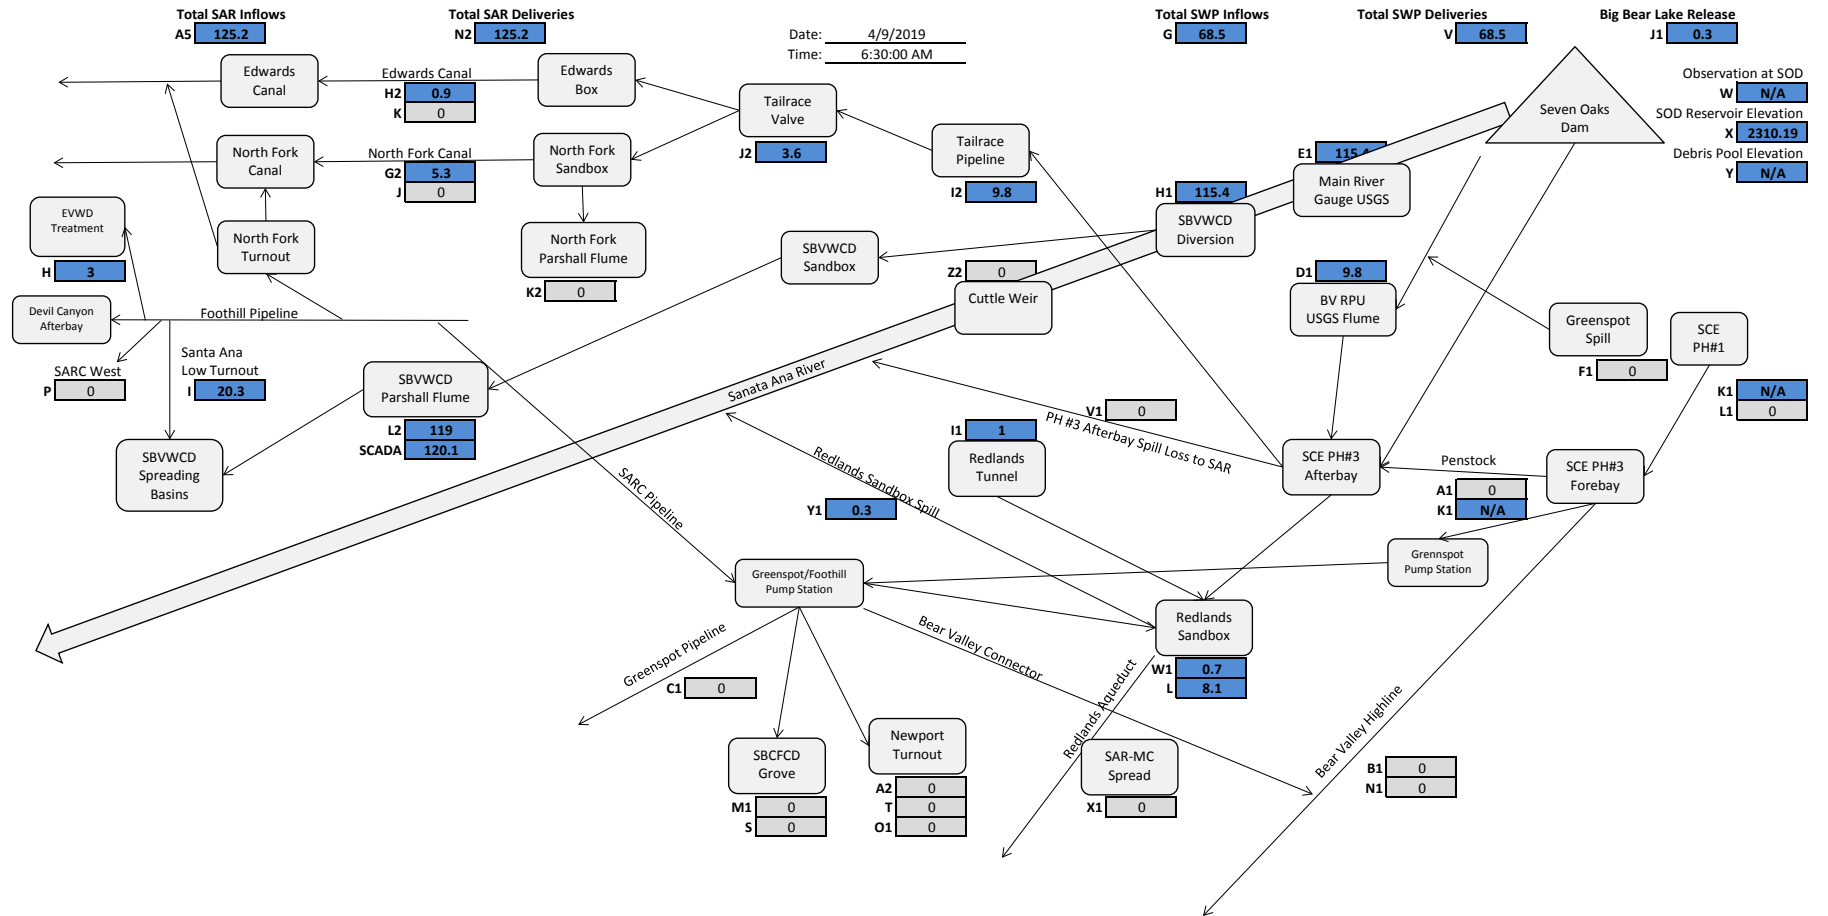 Total SAR Inflows
A5 125.2
Total SAR Deliveries
N2 125.2
Date: 4/9/2019
Time: 6:30:00 AM
Total SWP Inflows
G 68.5
Total SWP Deliveries
V 68.5
Big Bear Lake Release
J1 0.3
Observation at SOD
W N/A
SOD Reservoir Elevation
X 2310.19
Debris Pool Elevation
Y N/A
Seven Oaks
Dam
Edwards
Canal
Edwards Canal
H2 0.9
K 0
Edwards
Box
Tailrace
Valve
J2 3.6
Tailrace
Pipeline
I2 9.8
E1 115.4
Main River
Gauge USGS
H1 115.4
SBVWCD
Diversion
North Fork
Canal
North Fork Canal
G2 5.3
J 0
North Fork
Sandbox
EVWD
Treatment
H 3
North Fork
Turnout
North Fork
Parshall Flume
K2 0
SBVWCD
Sandbox
Z2 0
Cuttle Weir
D1 9.8
BV RPU
USGS Flume
Greenspot
Spill
F1 0
SCE
PH#1
K1 N/A
L1 0
Devil Canyon
Afterbay
Foothill Pipeline
SARC West
P 0
Santa Ana
Low Turnout
I 20.3
SBVWCD
Parshall Flume
L2 119
SCADA 120.1
Sanata Ana River
V1 0
PH #3 Afterbay Spill Loss to SAR
I1 1
Redlands
Tunnel
SBVWCD
Spreading
Basins
SARC Pipeline
Redlands Sandbox Spill
Y1 0.3
SCE PH#3
Afterbay
Penstock
A1 0
K1 N/A
SCE PH#3
Forebay
Grennspot
Pump Station
Greenspot/Foothill
Pump Station
Redlands
Sandbox
W1 0.7
L 8.1
Greenspot Pipeline
C1 0
Bear Valley Connector
Redlands Aqueduct
Bear Valley Highline
SBCFCD
Grove
M1 0
S 0
Newport
Turnout
A2 0
T 0
O1 0
SAR-MC
Spread
X1 0
B1 0
N1 0